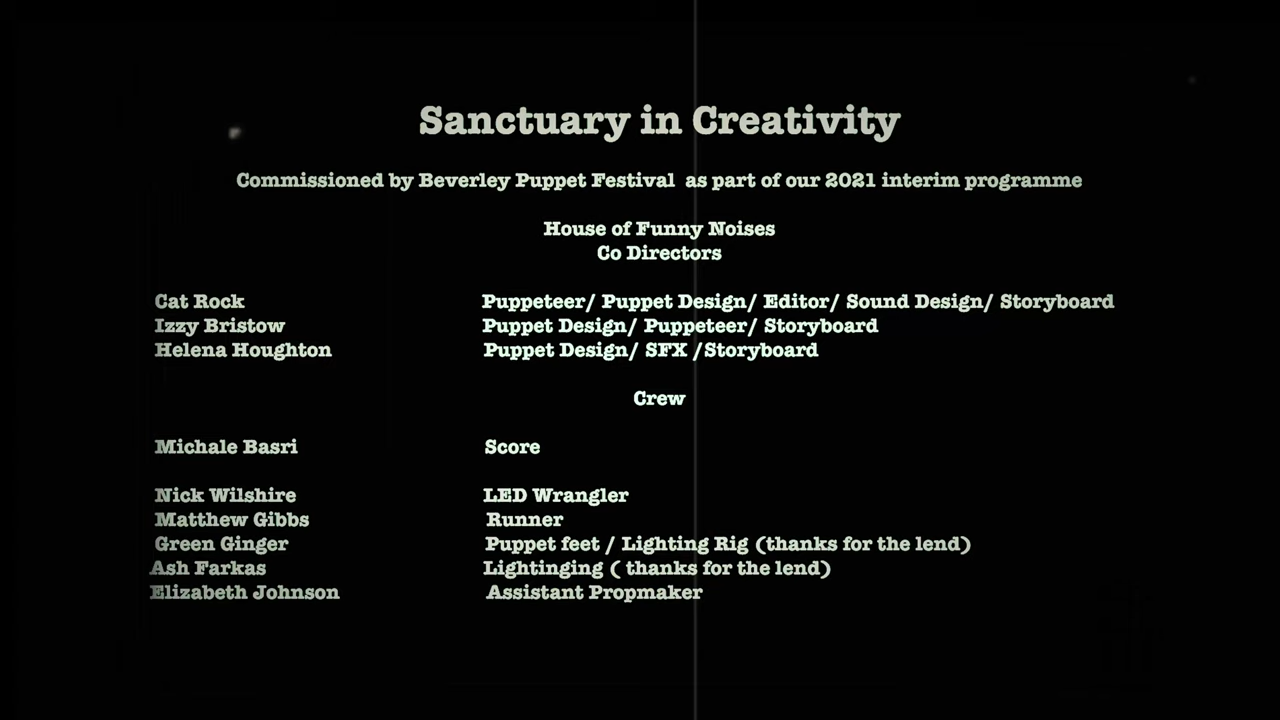 Sanctuary in Creativity
Commissioned by Beverley Puppet Festival as part of our 2021 interim programme
House of Funny Noises
Co Directors
Cat Rock Puppeteer/ Puppet Design/ Editor/ Sound Design/ Storyboard
Izzy Bristow Puppet Design/ Puppeteer/ Storyboard
Helena Houghton Puppet Design/ SFX /Storyboard
Crew
Michale Basri Score
Nick Wilshire LED Wrangler
Matthew Gibbs Runner
Green Ginger Puppet feet / Lighting Rig (thanks for the lend)
Ash Farkas Lightinging ( thanks for the lend)
Elizabeth Johnson Assistant Propmaker